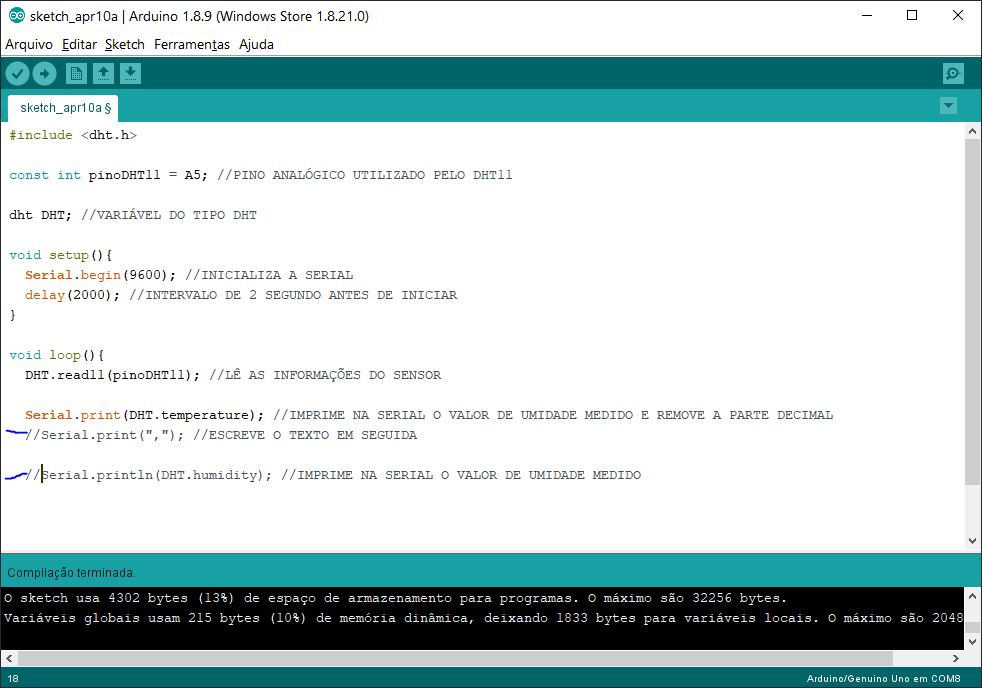 sketch_apr10a | Arduino 1.8.9 (Windows Store 1.8.21.0)
Arquivo Editar Sketch Ferramentas Ajuda
sketch_apr10a §
#include <dht.h>
const int pinoDHT11 = A5; //PINO ANALÓGICO UTILIZADO PELO DHT11
dht DHT; //VARIÁVEL DO TIPO DHT
void setup(){
Serial.begin(9600); //INICIALIZA A SERIAL
delay(2000); //INTERVALO DE 2 SEGUNDO ANTES DE INICIAR
}
void loop(){
DHT.read11(pinoDHT11); //LÊ AS INFORMAÇÕES DO SENSOR
Serial.print(DHT.temperature); //IMPRIME NA SERIAL O VALOR DE UMIDADE MEDIDO E REMOVE A PARTE DECIMAL
//Serial.print(","); //ESCREVE O TEXTO EM SEGUIDA
//Serial.println(DHT.humidity); //IMPRIME NA SERIAL O VALOR DE UMIDADE MEDIDO
Compilação terminada.
O sketch usa 4302 bytes (13%) de espaço de armazenamento para programas. O máximo são 32256 bytes.
Variáveis globais usam 215 bytes (10%) de memória dinâmica, deixando 1833 bytes para variáveis locais. O máximo são 2048
18
Arduino/Genuino Uno em COM8